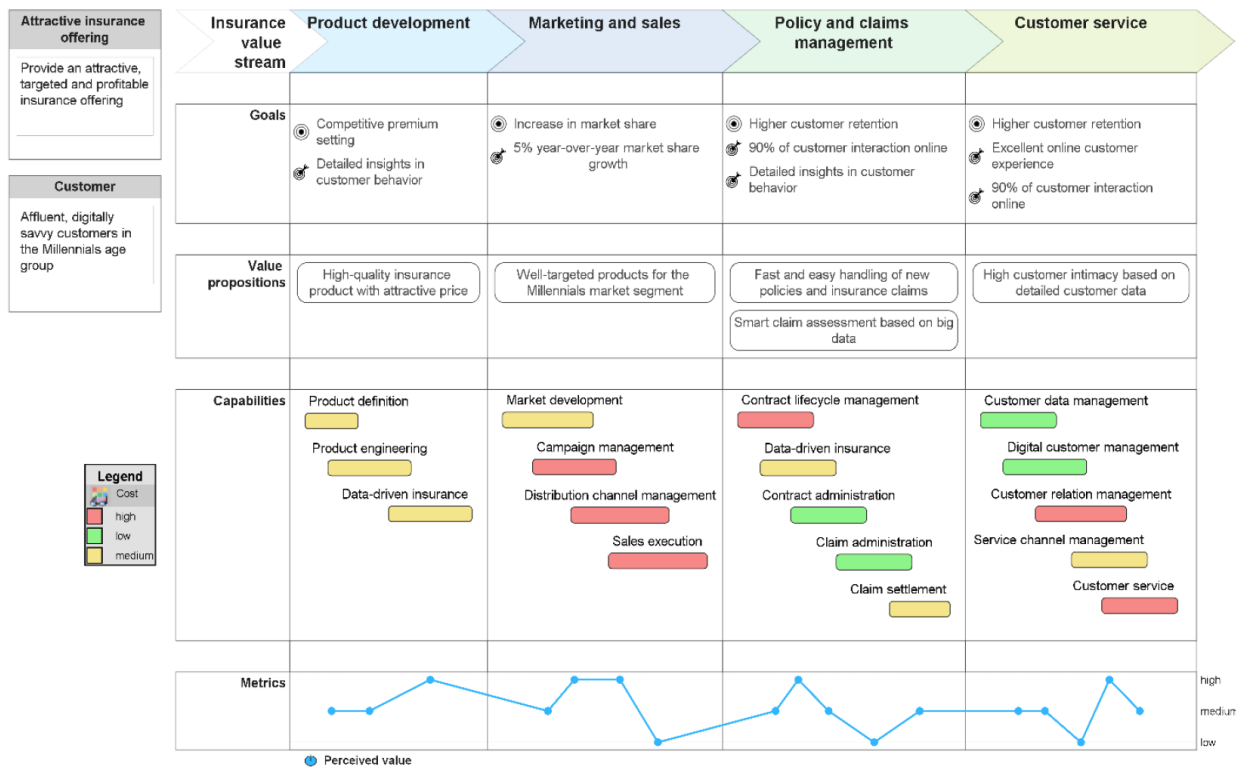 Attractive insurance
offering
Provide an attractive,
targeted and profitable
insurance offering
Customer
Affluent, digitally
savvy customers in
the Millennials age
group
Legend
Cost
high
low
medium
Insurance
value
stream
Product development
Marketing and sales
Policy and claims
management
Customer service
Goals
Competitive premium
setting
Detailed insights in
customer behavior
Increase in market share
5% year-over-year market share
growth
Higher customer retention
90% of customer interaction online
Detailed insights in customer
behavior
Higher customer retention
Excellent online customer
experience
90% of customer interaction
online
Value
propositions
High-quality insurance
product with attractive price
Well-targeted products for the
Millennials market segment
Fast and easy handling of new
policies and insurance claims
Smart claim assessment based on big
data
High customer intimacy based on
detailed customer data
Capabilities
Product definition
Product engineering
Data-driven insurance
Market development
Campaign management
Distribution channel management
Sales execution
Contract lifecycle management
Data-driven insurance
Contract administration
Claim administration
Claim settlement
Customer data management
Digital customer management
Customer relation management
Service channel management
Customer service
Metrics
high
medium
low
Perceived value